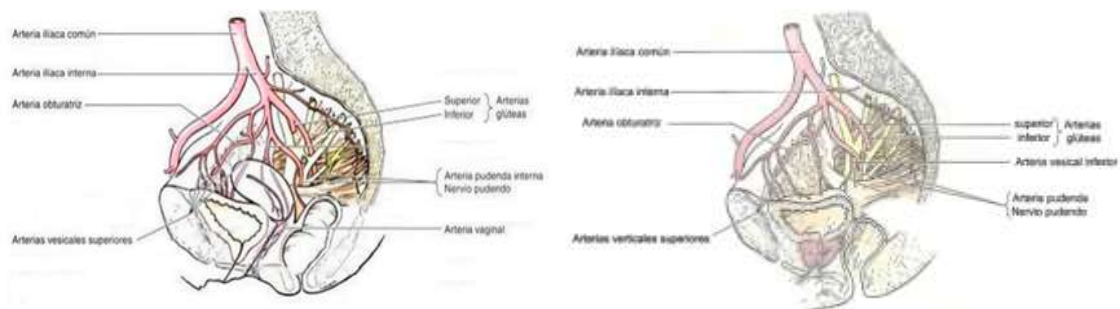 Arteria ilíaca común
Arteria ilíaca interna
Arteria obturatriz
Superior
Inferior
Arterias
glúteas
Arteria pudenda interna
Nervio pudendo
Arterias vesicales superiores
Arteria vaginal
Arteria ilíaca común
Arteria ilíaca interna
Arteria obturatriz
superior
inferior
Arterias
glúteas
Arteria vesical inferior
Arteria pudenda
Nervio pudendo
Arterias verticales superiores